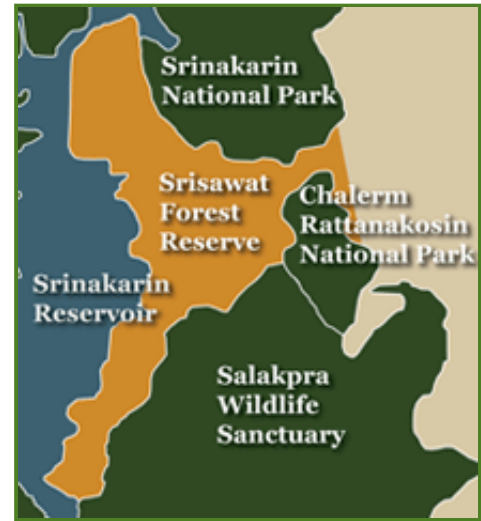 Srinakarin
National Park
Srisawat
Forest
Reserve
Chalerm
Rattanakosin
National Park
Srinakarin
Reservoir
Salakpra
Wildlife
Sanctuary